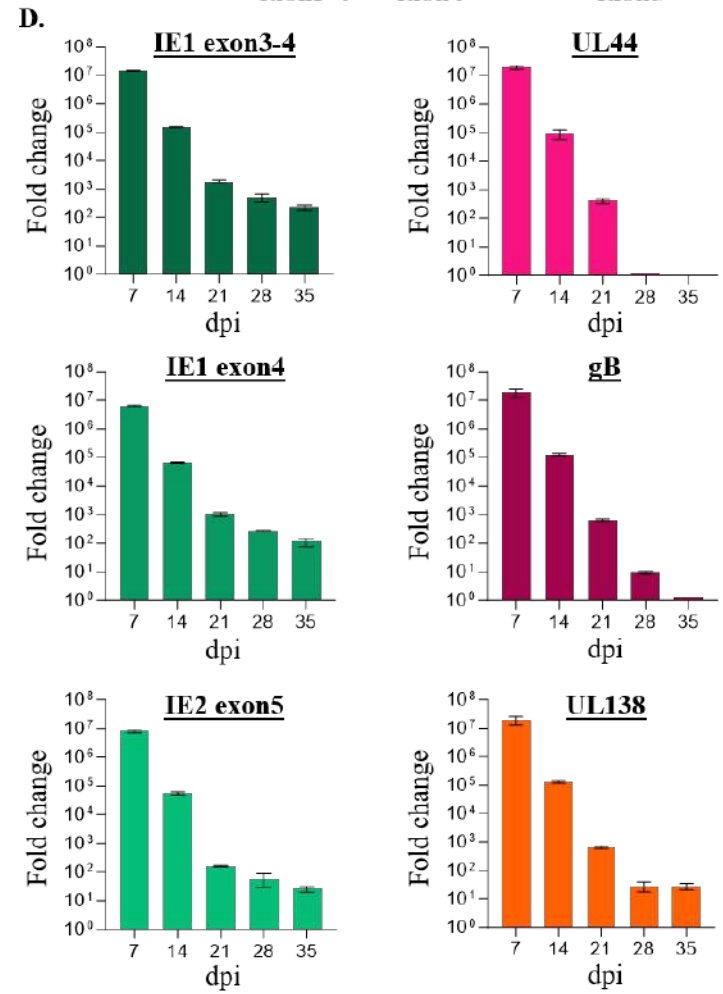 D.
IE1 exon3-4
Fold change
10⁸
10⁷
10⁶
10⁵
10⁴
10³
10²
10¹
10⁰
7 14 21 28 35
dpi
UL44
Fold change
10⁸
10⁷
10⁶
10⁵
10⁴
10³
10²
10¹
10⁰
7 14 21 28 35
dpi
IE1 exon4
Fold change
10⁸
10⁷
10⁶
10⁵
10⁴
10³
10²
10¹
10⁰
7 14 21 28 35
dpi
gB
Fold change
10⁸
10⁷
10⁶
10⁵
10⁴
10³
10²
10¹
10⁰
7 14 21 28 35
dpi
IE2 exon5
Fold change
10⁸
10⁷
10⁶
10⁵
10⁴
10³
10²
10¹
10⁰
7 14 21 28 35
dpi
UL138
Fold change
10⁸
10⁷
10⁶
10⁵
10⁴
10³
10²
10¹
10⁰
7 14 21 28 35
dpi